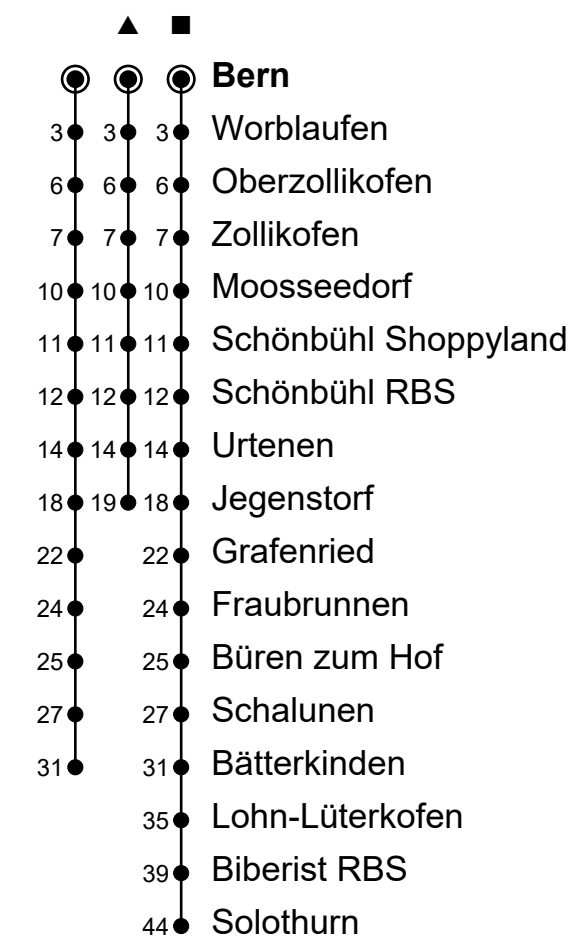 ▲ ■
Bern
3 3 3 Worblaufen
6 6 6 Oberzollikofen
7 7 7 Zollikofen
10 10 10 Moosseedorf
11 11 11 Schönbühl Shoppyland
12 12 12 Schönbühl RBS
14 14 14 Urtenen
18 19 18 Jegenstorf
22 22 Grafenried
24 24 Fraubrunnen
25 25 Büren zum Hof
27 27 Schalunen
31 31 Bätterkinden
35 Lohn-Lüterkofen
39 Biberist RBS
44 Solothurn